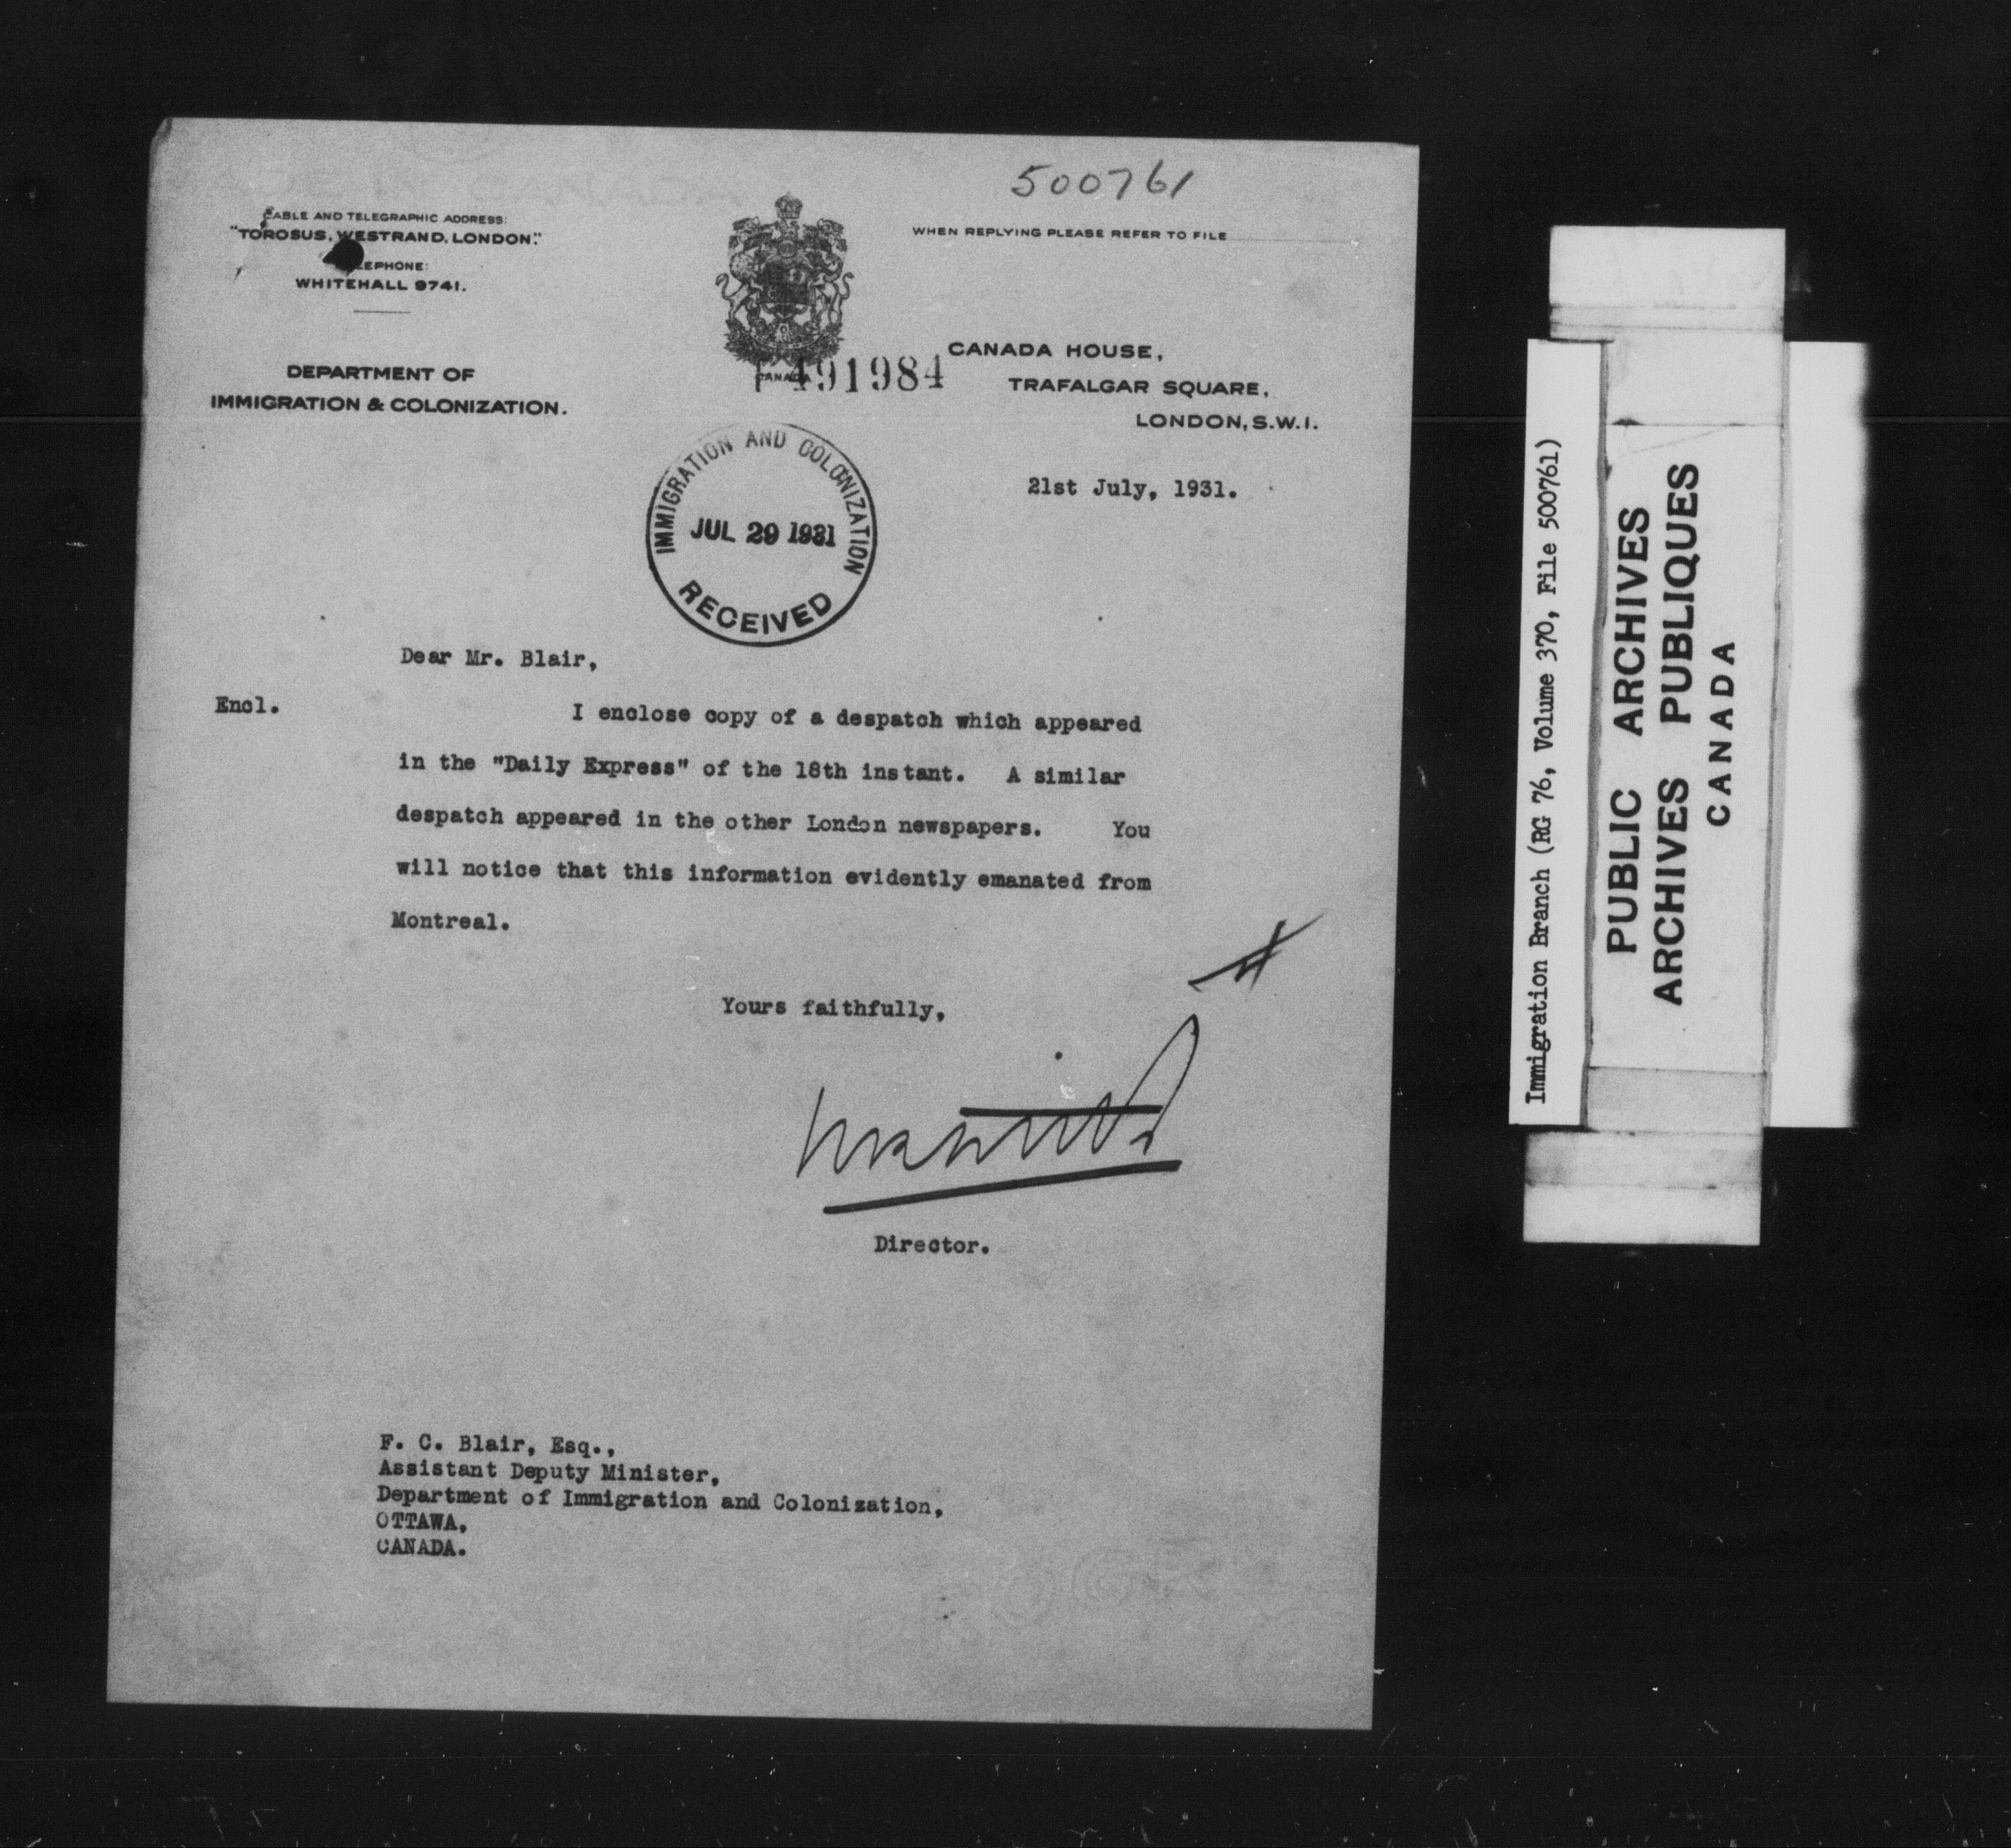 500761
CABLE AND TELEGRAPHIC ADDRESS:
"TOROSUS, WESTRAND, LONDON."
WHITEHALL 9741.
WHEN REPLYING PLEASE REFER TO FILE
DEPARTMENT OF
IMMIGRATION & COLONIZATION.
CANADA
491984
CANADA HOUSE,
TRAFALGAR SQUARE,
LONDON, S.W.1.
IMMIGRATION AND COLONIZATION
JUL 29 1931
RECEIVED
21st July, 1931.
Dear Mr. Blair,
Encl.
I enclose copy of a despatch which appeared
in the "Daily Express" of the 18th instant. A similar
despatch appeared in the other London newspapers. You
will notice that this information evidently emanated from
Montreal.
Yours faithfully,
Director.
F. C. Blair, Esq.,
Assistant Deputy Minister,
Department of Immigration and Colonization,
OTTAWA,
CANADA.
Immigration Branch (RG 76, Volume 370, File 500761)
PUBLIC ARCHIVES
ARCHIVES PUBLIQUES
CANADA